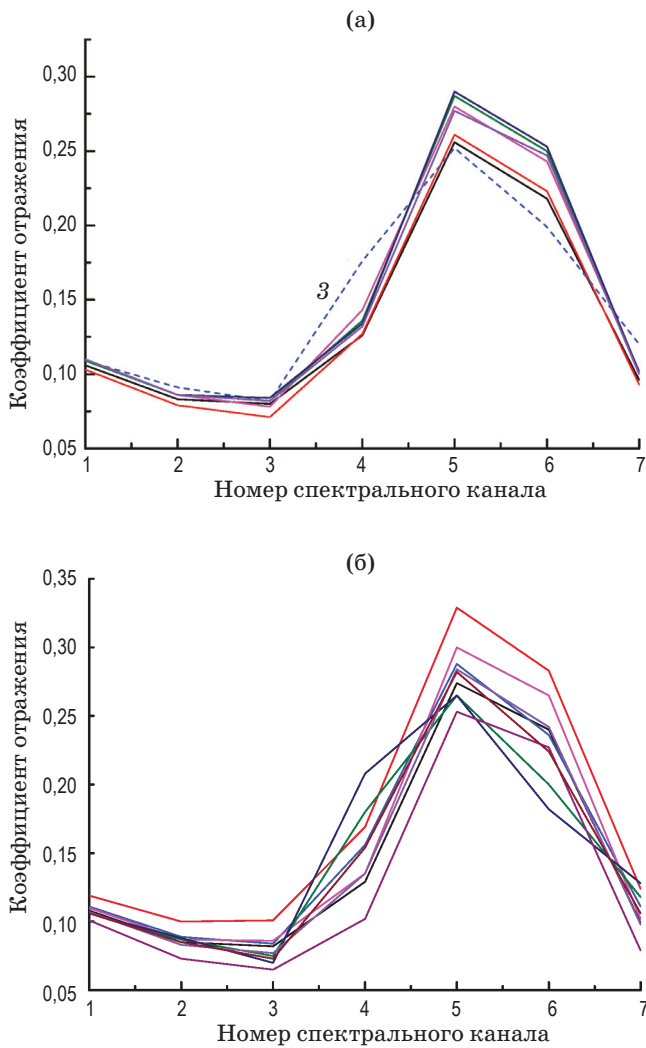 (а)
Коэффициент отражения
0,30
0,25
0,20
0,15
0,10
0,05
3
1 2 3 4 5 6 7
Номер спектрального канала
(б)
Коэффициент отражения
0,35
0,30
0,25
0,20
0,15
0,10
0,05
1 2 3 4 5 6 7
Номер спектрального канала